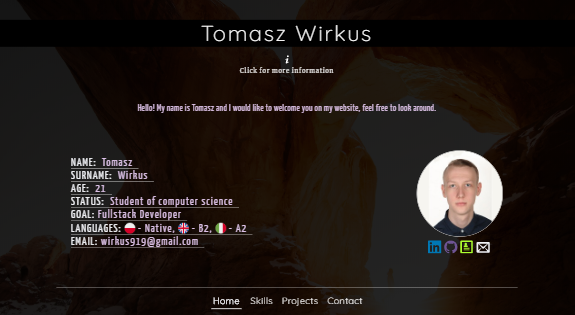 Tomasz Wirkus
i
Click for more information
Hello! My name is Tomasz and I would like to welcome you on my website, feel free to look around.
NAME: Tomasz
SURNAME: Wirkus
AGE: 21
STATUS: Student of computer science
GOAL: Fullstack Developer
LANGUAGES: - Native, - B2, - A2
EMAIL: wirkus919@gmail.com
in
Home Skills Projects Contact